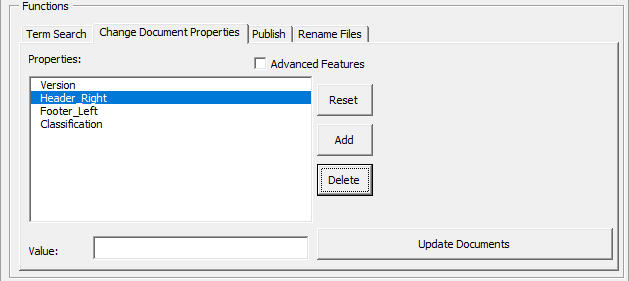 Functions
Term Search
Change Document Properties
Publish
Rename Files
Properties:
Advanced Features
Version
Header_Right
Footer_Left
Classification
Reset
Add
Delete
Value:
Update Documents